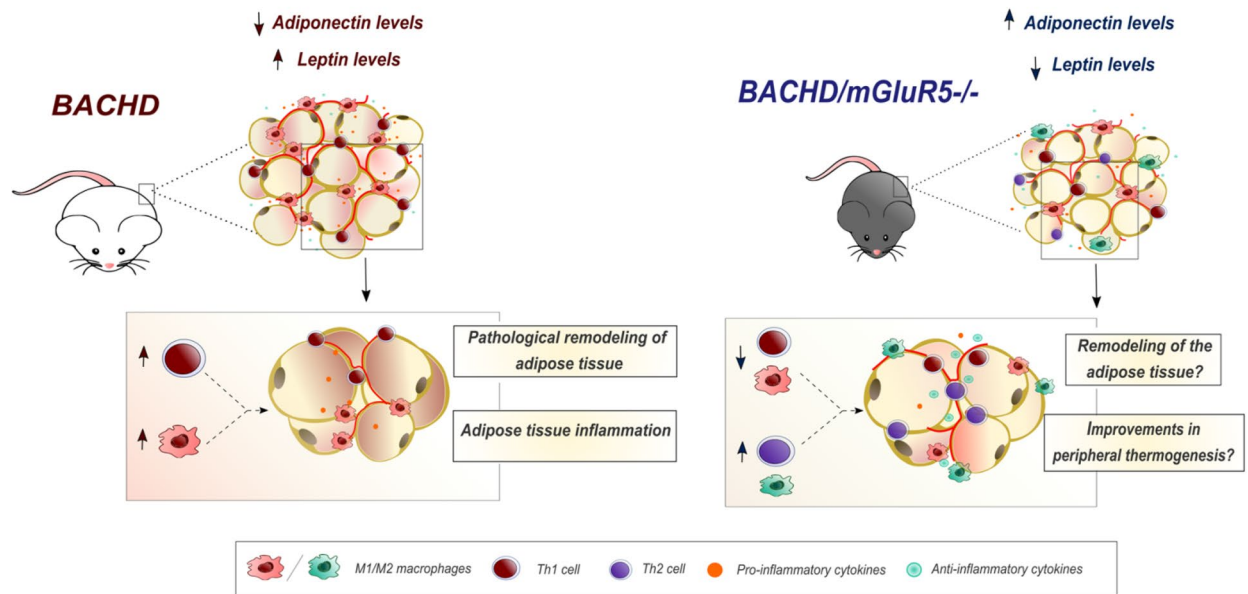 Adiponectin levels
Leptin levels
BACHD
Adiponectin levels
Leptin levels
BACHD/mGluR5-/-
Pathological remodeling of
adipose tissue
Adipose tissue inflammation
Remodeling of the
adipose tissue?
Improvements in
peripheral thermogenesis?
M1/M2 macrophages
Th1 cell
Th2 cell
Pro-inflammatory cytokines
Anti-inflammatory cytokines